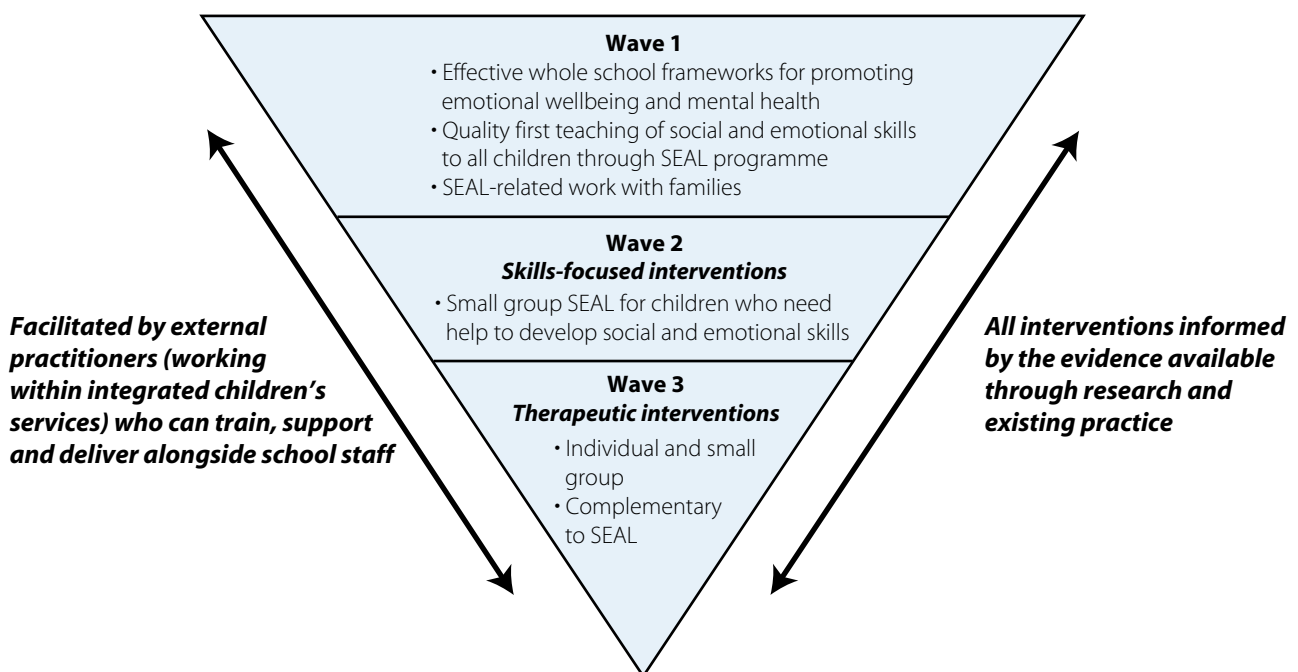 Wave 1
• Effective whole school frameworks for promoting
emotional wellbeing and mental health
• Quality first teaching of social and emotional skills
to all children through SEAL programme
• SEAL-related work with families
Wave 2
Skills-focused interventions
• Small group SEAL for children who need
help to develop social and emotional skills
Wave 3
Therapeutic interventions
• Individual and small
group
• Complementary
to SEAL
Facilitated by external
practitioners (working
within integrated children’s
services) who can train, support
and deliver alongside school staff
All interventions informed
by the evidence available
through research and
existing practice